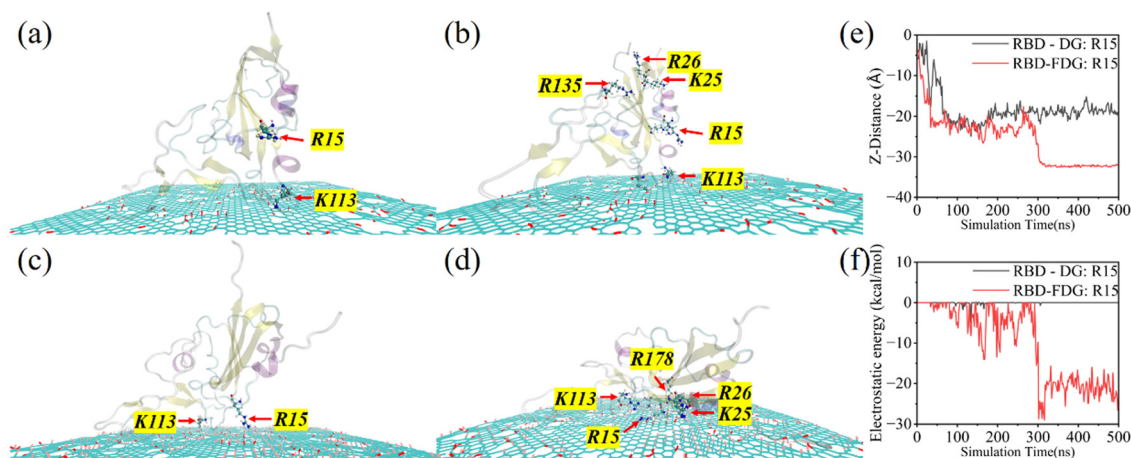 (a)
R15
K113
(b)
R26
K25
R135
R15
K113
(c)
K113
R15
(d)
R178
K113
R26
K25
R15
(e)
RBD - DG: R15
RBD-FDG: R15
Z-Distance (Å)
0
−10
−20
−30
−40
0 100 200 300 400 500
Simulation Time(ns)
(f)
RBD - DG: R15
RBD-FDG: R15
Electrostatic energy (kcal/mol)
10
0
−10
−20
−30
0 100 200 300 400 500
Simulation Time(ns)